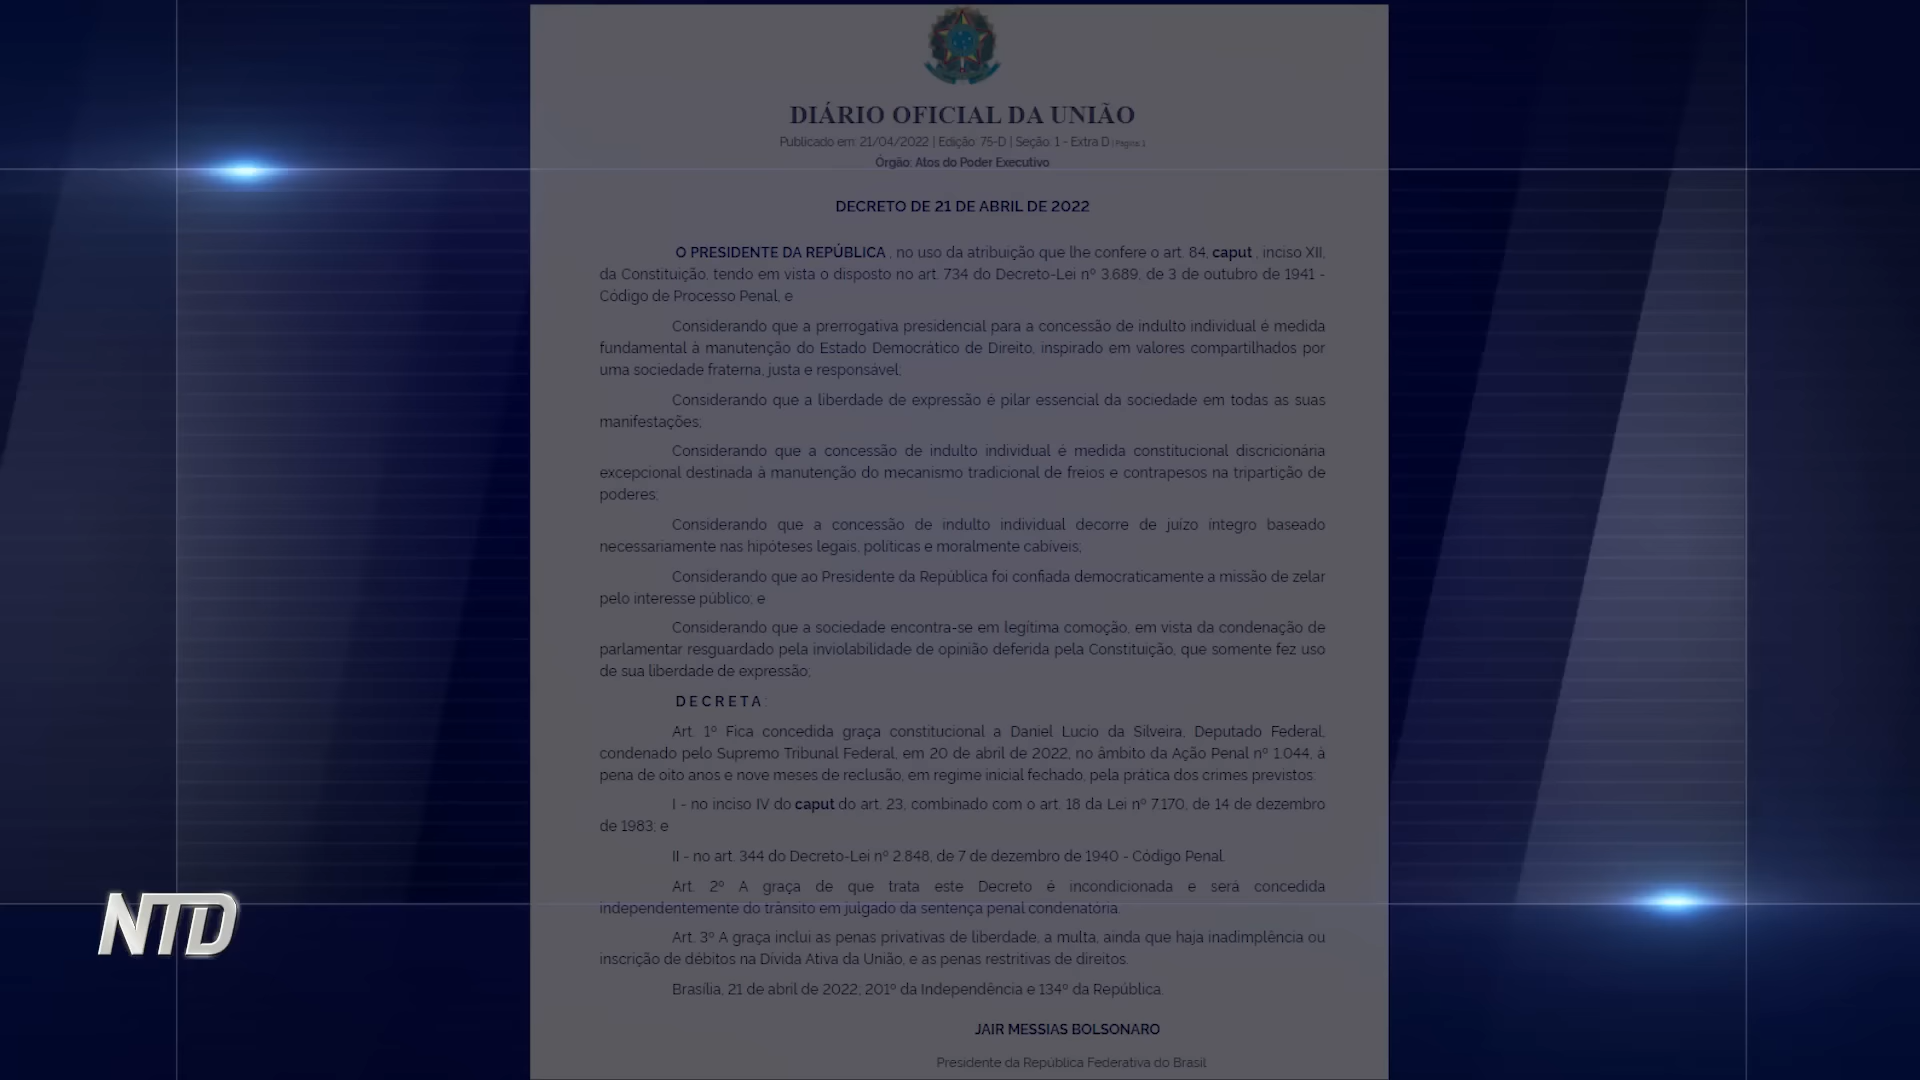 DIÁRIO OFICIAL DA UNIÃO
Publicado em: 21/04/2022 | Edição: 75-D | Seção: 1 - Extra D | Página: 1
Órgão: Atos do Poder Executivo
DECRETO DE 21 DE ABRIL DE 2022
O PRESIDENTE DA REPÚBLICA , no uso da atribuição que lhe confere o art. 84, caput , inciso XII,
da Constituição, tendo em vista o disposto no art. 734 do Decreto-Lei nº 3.689, de 3 de outubro de 1941 -
Código de Processo Penal, e
Considerando que a prerrogativa presidencial para a concessão de indulto individual é medida
fundamental à manutenção do Estado Democrático de Direito, inspirado em valores compartilhados por
uma sociedade fraterna, justa e responsável;
Considerando que a liberdade de expressão é pilar essencial da sociedade em todas as suas
manifestações;
Considerando que a concessão de indulto individual é medida constitucional discricionária
excepcional destinada à manutenção do mecanismo tradicional de freios e contrapesos na tripartição de
poderes;
Considerando que a concessão de indulto individual decorre de juízo íntegro baseado
necessariamente nas hipóteses legais, políticas e moralmente cabíveis;
Considerando que ao Presidente da República foi confiada democraticamente a missão de zelar
pelo interesse público; e
Considerando que a sociedade encontra-se em legítima comoção, em vista da condenação de
parlamentar resguardado pela inviolabilidade de opinião deferida pela Constituição, que somente fez uso
de sua liberdade de expressão;
D E C R E T A :
Art. 1º Fica concedida graça constitucional a Daniel Lucio da Silveira, Deputado Federal,
condenado pelo Supremo Tribunal Federal, em 20 de abril de 2022, no âmbito da Ação Penal nº 1.044, à
pena de oito anos e nove meses de reclusão, em regime inicial fechado, pela prática dos crimes previstos:
I - no inciso IV do caput do art. 23, combinado com o art. 18 da Lei nº 7.170, de 14 de dezembro
de 1983; e
II - no art. 344 do Decreto-Lei nº 2.848, de 7 de dezembro de 1940 - Código Penal.
Art. 2º A graça de que trata este Decreto é incondicionada e será concedida
independentemente do trânsito em julgado da sentença penal condenatória.
Art. 3º A graça inclui as penas privativas de liberdade, a multa, ainda que haja inadimplência ou
inscrição de débitos na Dívida Ativa da União, e as penas restritivas de direitos.
Brasília, 21 de abril de 2022; 201º da Independência e 134º da República.
JAIR MESSIAS BOLSONARO
Presidente da República Federativa do Brasil
NTD